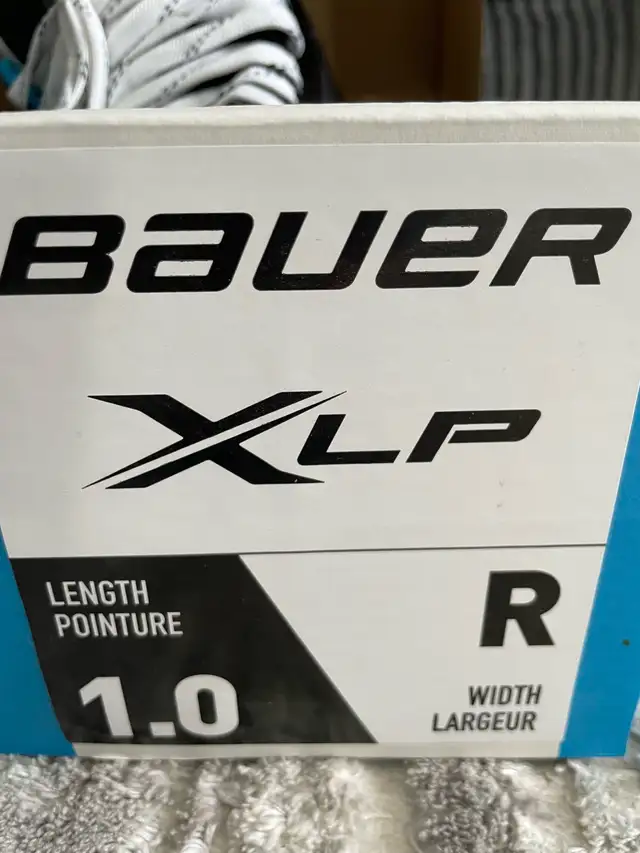 BAUER
XLP
LENGTH
POINTURE
1.0
R
WIDTH
LARGEUR